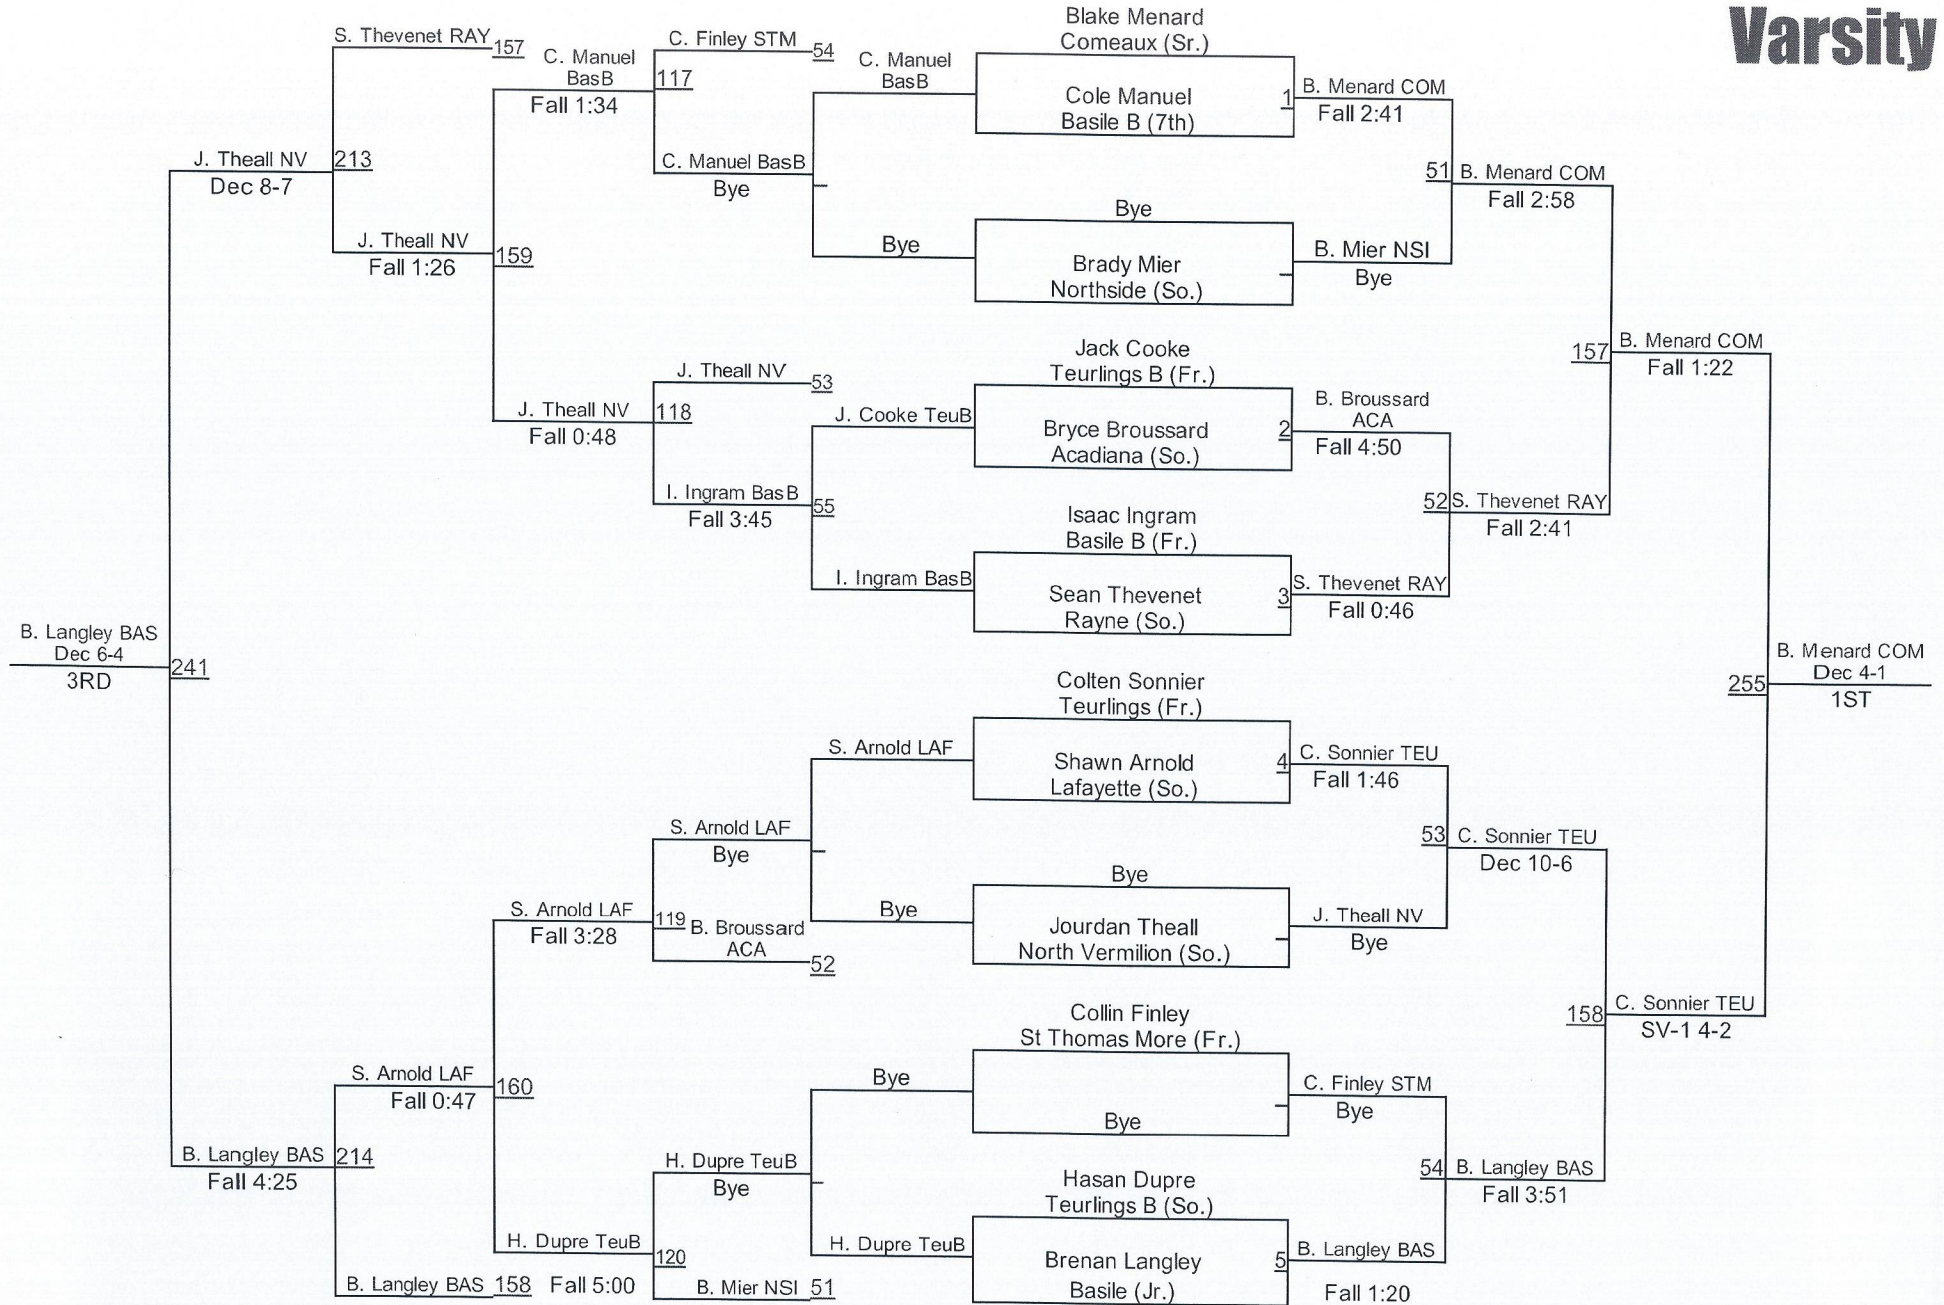 Varsity
S. Thevenet RAY 157
C. Manuel
BasB
Fall 1:34
C. Finley STM 54
117
C. Manuel
BasB
Blake Menard
Comeaux (Sr.)
Cole Manuel
Basile B (7th)
1
B. Menard COM
Fall 2:41
J. Theall NV 213
Dec 8-7
C. Manuel BasB
Bye
51
B. Menard COM
Fall 2:58
J. Theall NV
Fall 1:26
159
Bye
Bye
Brady Mier
Northside (So.)
B. Mier NSI
Bye
J. Theall NV 53
J. Theall NV 118
Fall 0:48
J. Cooke TeuB
Jack Cooke
Teurlings B (Fr.)
Bryce Broussard
Acadiana (So.)
2
B. Broussard
ACA
Fall 4:50
157
B. Menard COM
Fall 1:22
I. Ingram BasB
Fall 3:45
55
52
S. Thevenet RAY
Fall 2:41
I. Ingram BasB
Isaac Ingram
Basile B (Fr.)
Sean Thevenet
Rayne (So.)
3
S. Thevenet RAY
Fall 0:46
B. Langley BAS
Dec 6-4
3RD
241
255
B. Menard COM
Dec 4-1
1ST
S. Arnold LAF
Colten Sonnier
Teurlings (Fr.)
Shawn Arnold
Lafayette (So.)
4
C. Sonnier TEU
Fall 1:46
S. Arnold LAF
Bye
53
C. Sonnier TEU
Dec 10-6
S. Arnold LAF
Fall 3:28
119
B. Broussard
ACA
52
Bye
Bye
Jourdan Theall
North Vermilion (So.)
J. Theall NV
Bye
158
C. Sonnier TEU
SV-1 4-2
S. Arnold LAF
Fall 0:47
160
Bye
Collin Finley
St Thomas More (Fr.)
Bye
C. Finley STM
Bye
B. Langley BAS 214
Fall 4:25
H. Dupre TeuB
Bye
54
B. Langley BAS
Fall 3:51
H. Dupre TeuB
120
Fall 5:00
H. Dupre TeuB
Hasan Dupre
Teurlings B (So.)
Brenan Langley
Basile (Jr.)
5
B. Langley BAS
Fall 1:20
B. Langley BAS 158
B. Mier NSI 51